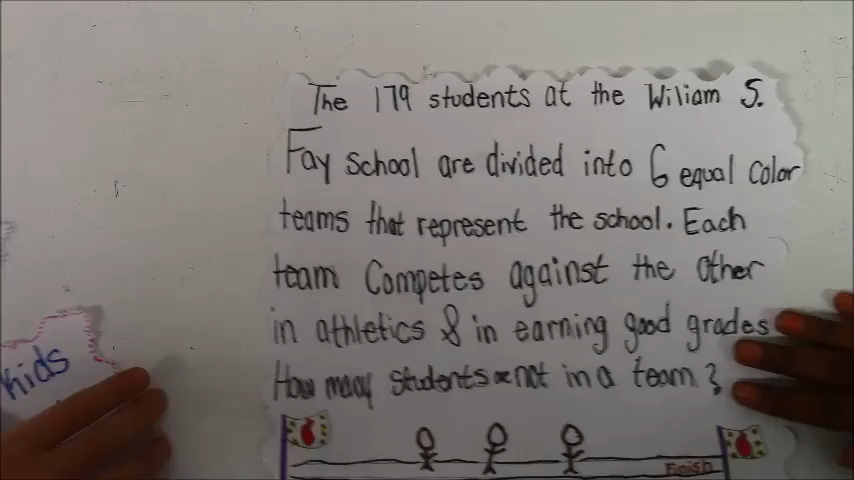 The 179 students at the Wiliam S.
Fay school are divided into 6 equal color
teams that represent the school. Each
team competes against the other
in athletics & in earning good grades
How many students not in a team?
Finish
kids